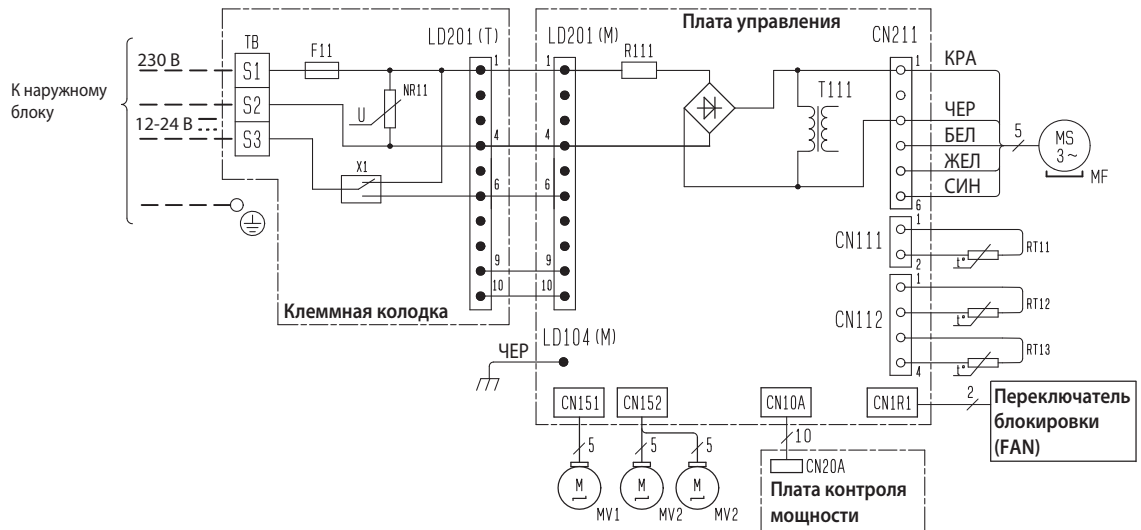 Плата управления
К наружному
блоку
230 В
12-24 В
TB
S1
S2
S3
F11
NR11
U
X1
LD201 (T)
1
4
6
9
10
Клеммная колодка
LD201 (M)
1
4
6
9
10
R111
T111
CN211
1
6
КРА
ЧЕР
БЕЛ
ЖЕЛ
СИН
5
MS
3~
MF
CN111
1
2
t°
RT11
CN112
1
4
t°
RT12
t°
RT13
LD104 (M)
ЧЕР
CN151
CN152
CN10A
CN1R1
2
Переключатель
блокировки
(FAN)
5
5
5
10
M
MV1
M
MV2
M
MV2
CN20A
Плата контроля
мощности